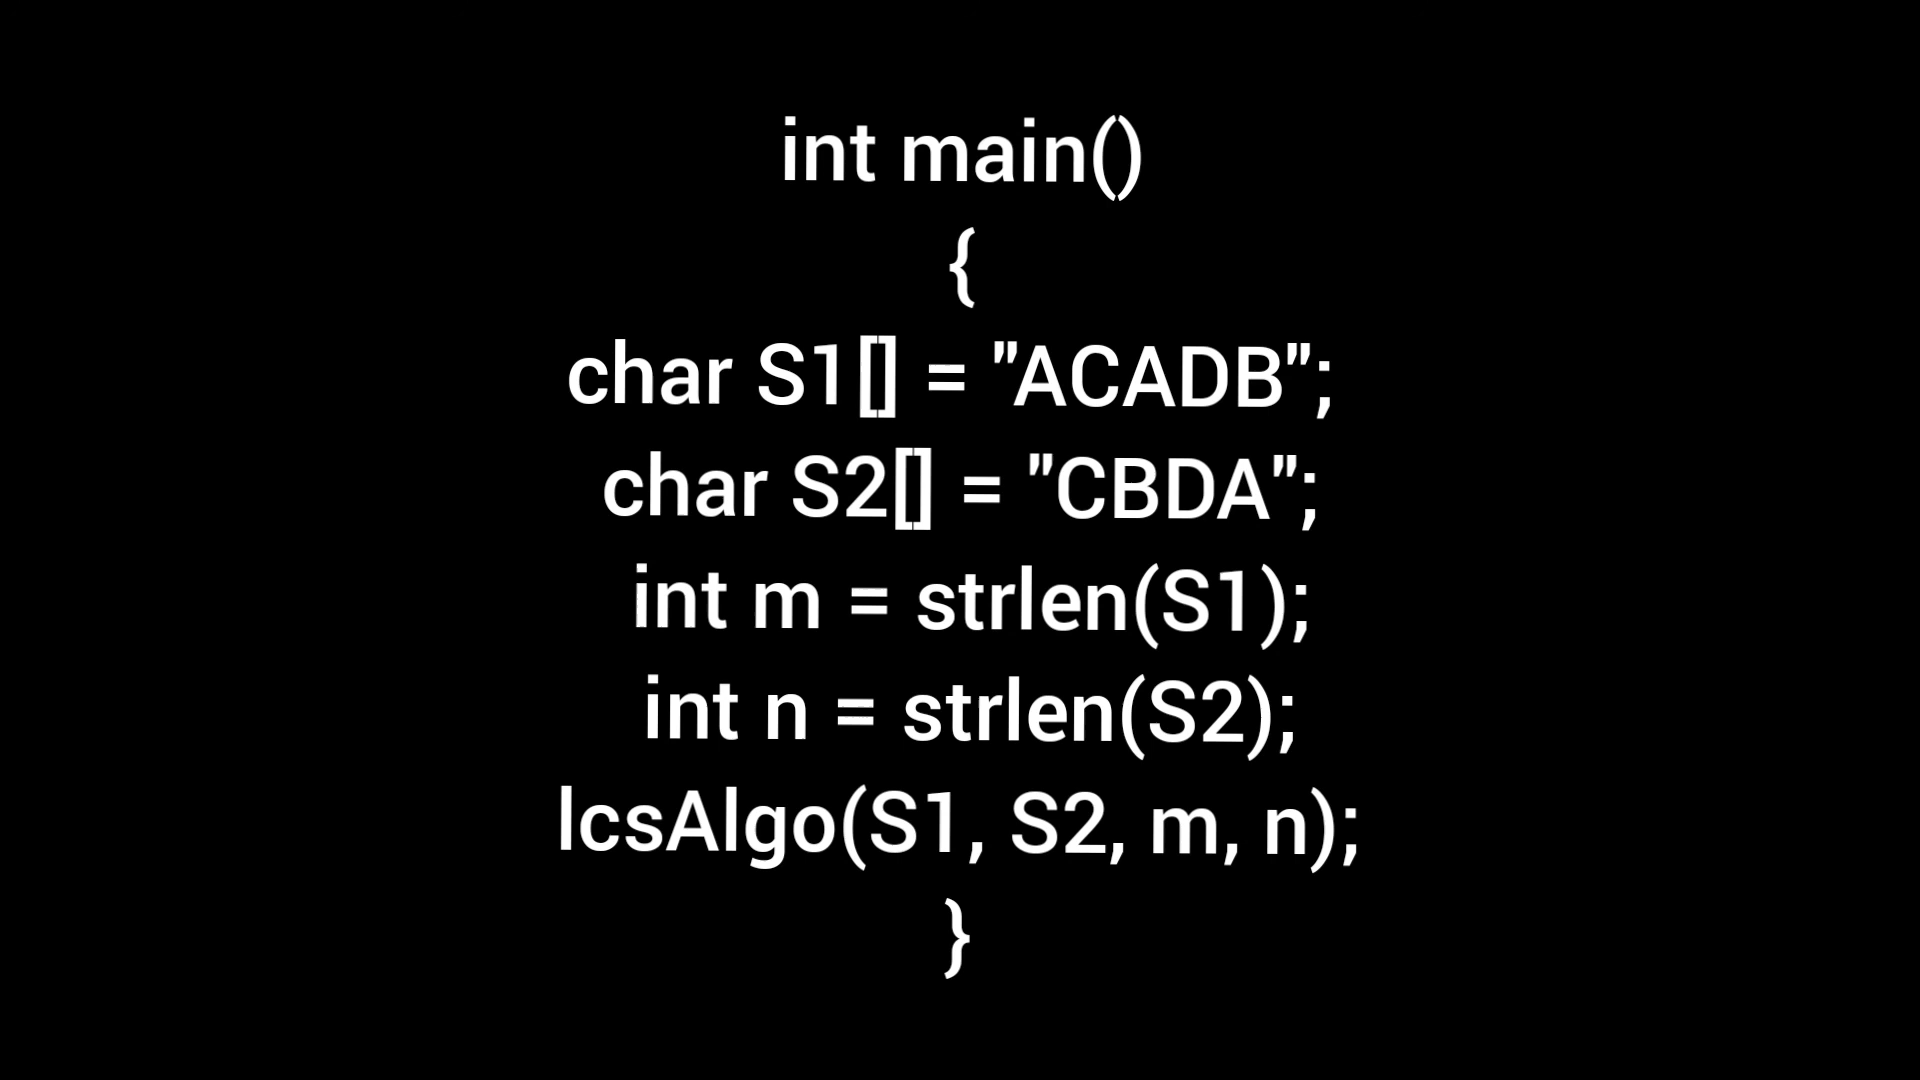 int main()
{
char S1[] = "ACADB";
char S2[] = "CBDA";
int m = strlen(S1);
int n = strlen(S2);
lcsAlgo(S1, S2, m, n);
}